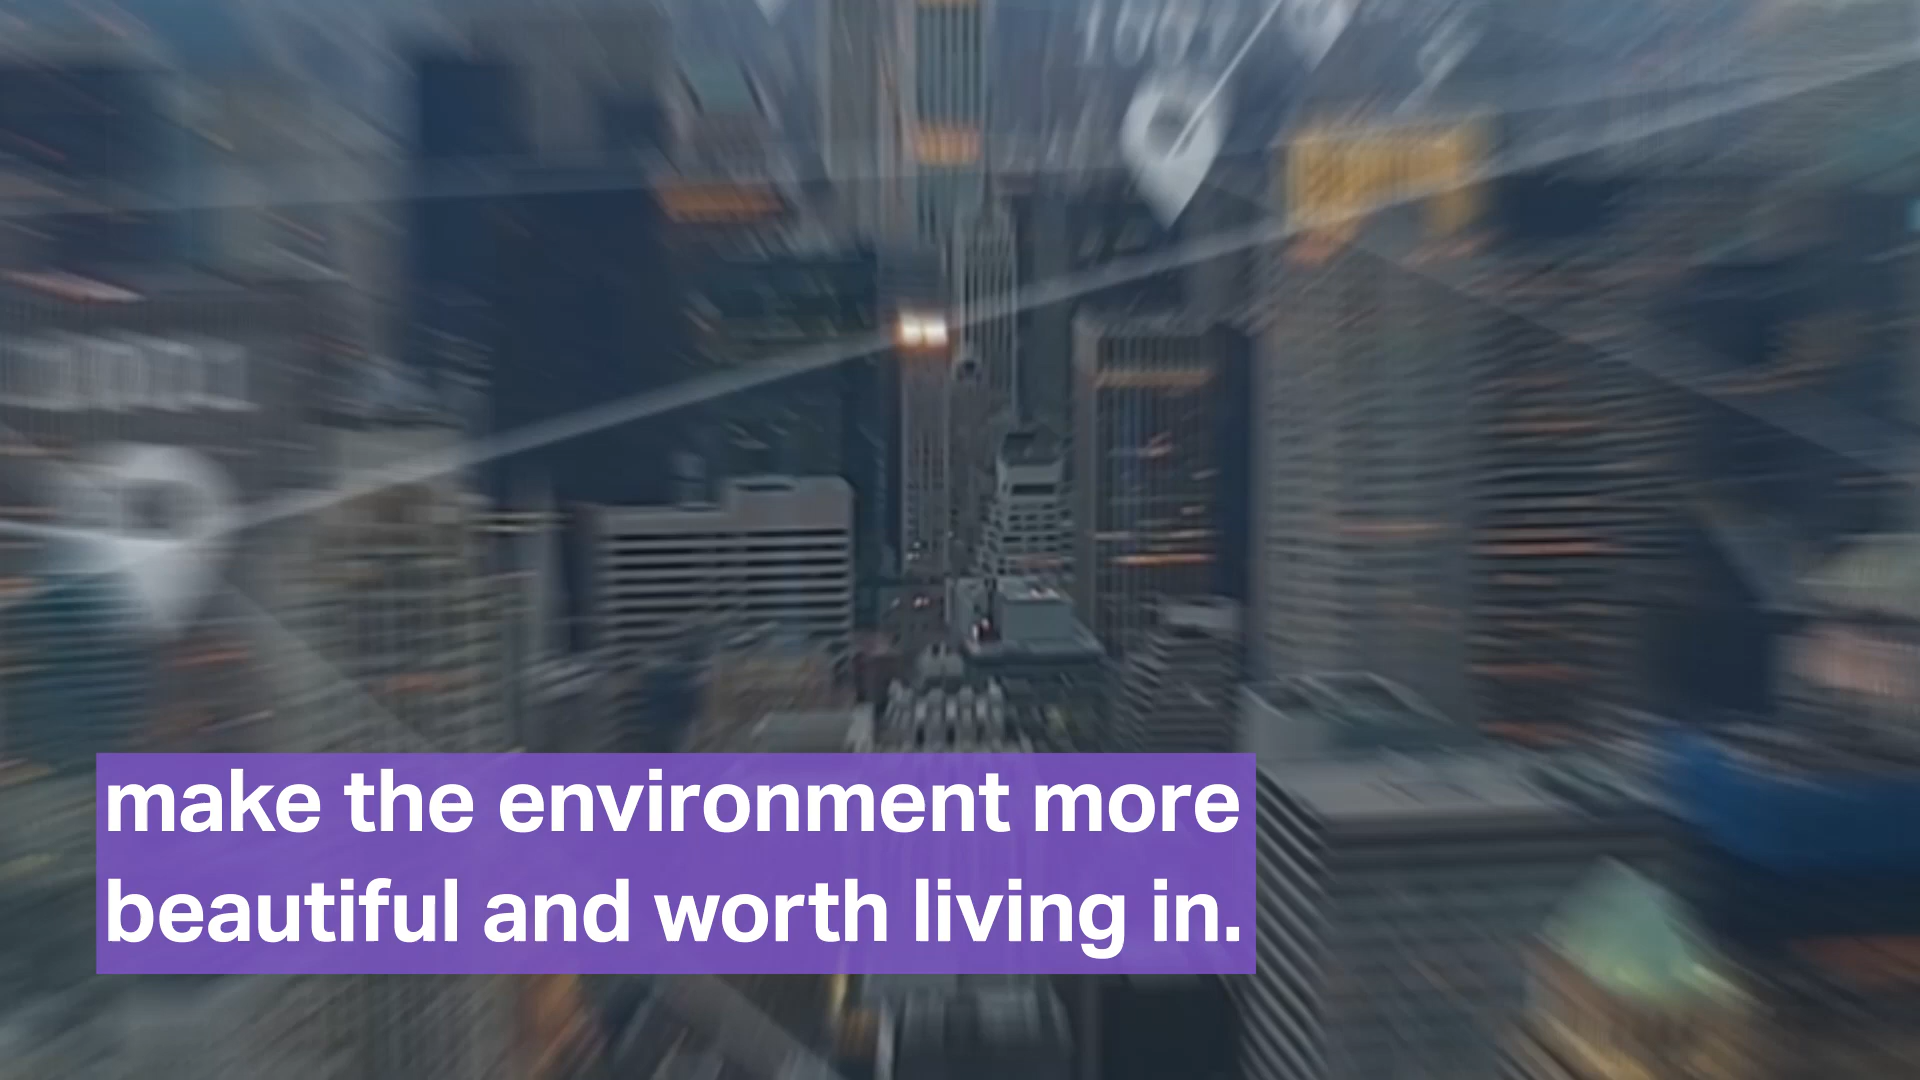 make the environment more
beautiful and worth living in.